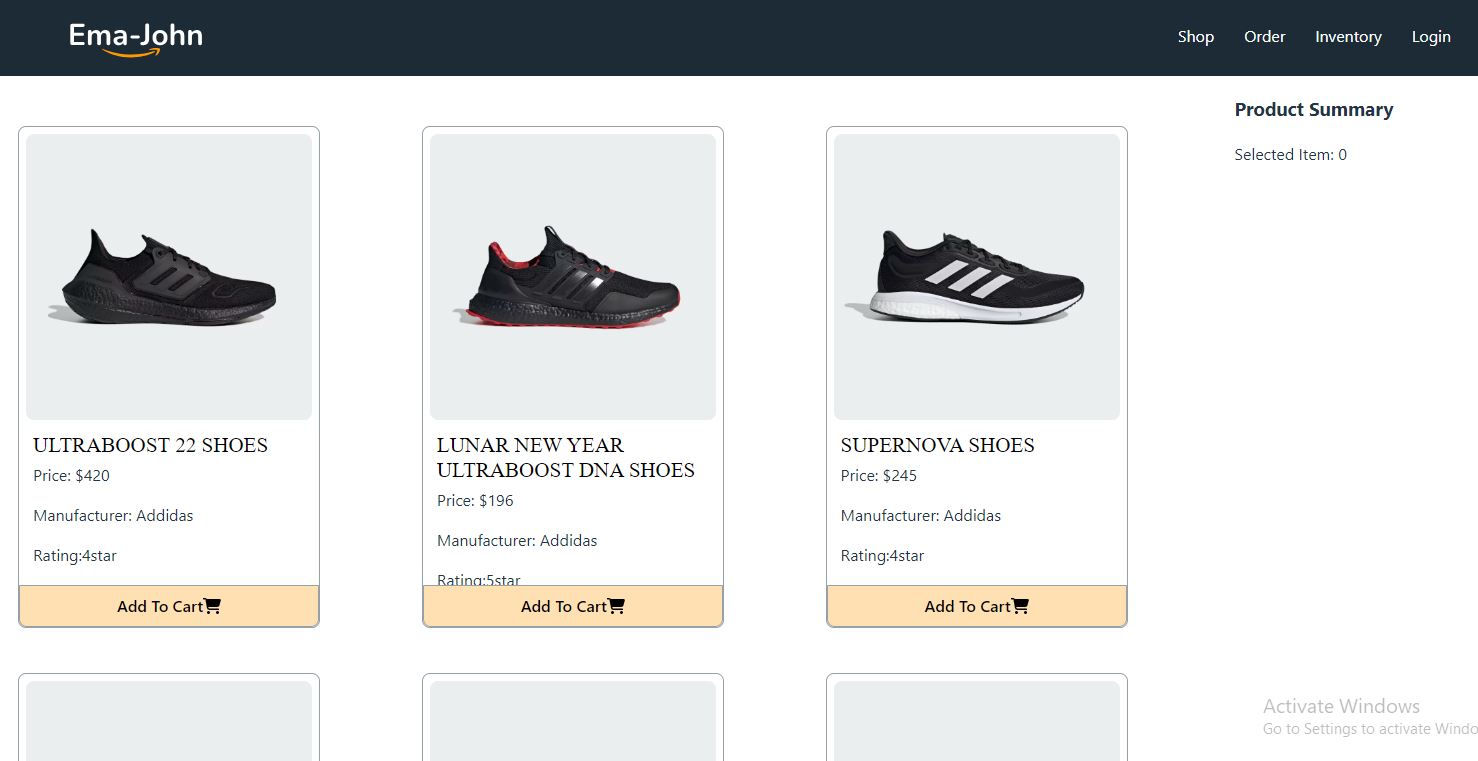 Ema-John
Shop
Order
Inventory
Login
Product Summary
Selected Item: 0
ULTRABOOST 22 SHOES
Price: $420
Manufacturer: Addidas
Rating:4star
Add To Cart
LUNAR NEW YEAR
ULTRABOOST DNA SHOES
Price: $196
Manufacturer: Addidas
Rating:5star
Add To Cart
SUPERNOVA SHOES
Price: $245
Manufacturer: Addidas
Rating:4star
Add To Cart
Activate Windows
Go to Settings to activate Windo